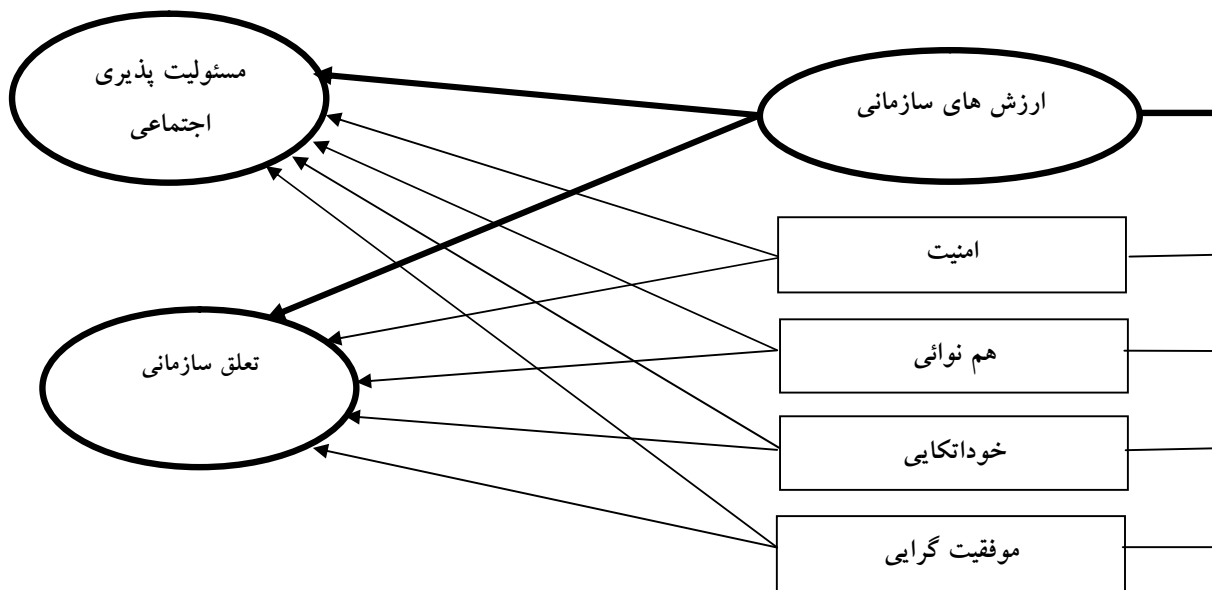 ارزش های سازمانی
مسئولیت پذیری
اجتماعی
امنیت
هم نوائی
تعلق سازمانی
خوداتکایی
موفقیت گرایی